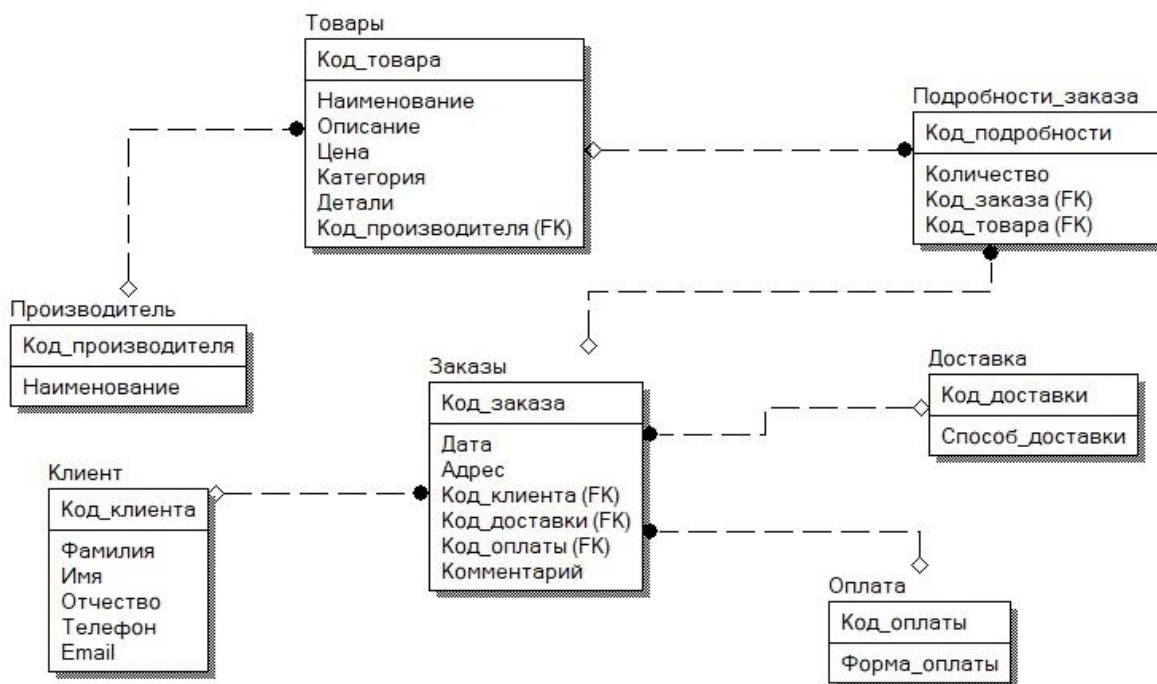 Товары
Код_товара
Наименование
Описание
Цена
Категория
Детали
Код_производителя (FK)
Подробности_заказа
Код_подробности
Количество
Код_заказа (FK)
Код_товара (FK)
Производитель
Код_производителя
Наименование
Заказы
Код_заказа
Дата
Адрес
Код_клиента (FK)
Код_доставки (FK)
Код_оплаты (FK)
Комментарий
Доставка
Код_доставки
Способ_доставки
Клиент
Код_клиента
Фамилия
Имя
Отчество
Телефон
Email
Оплата
Код_оплаты
Форма_оплаты